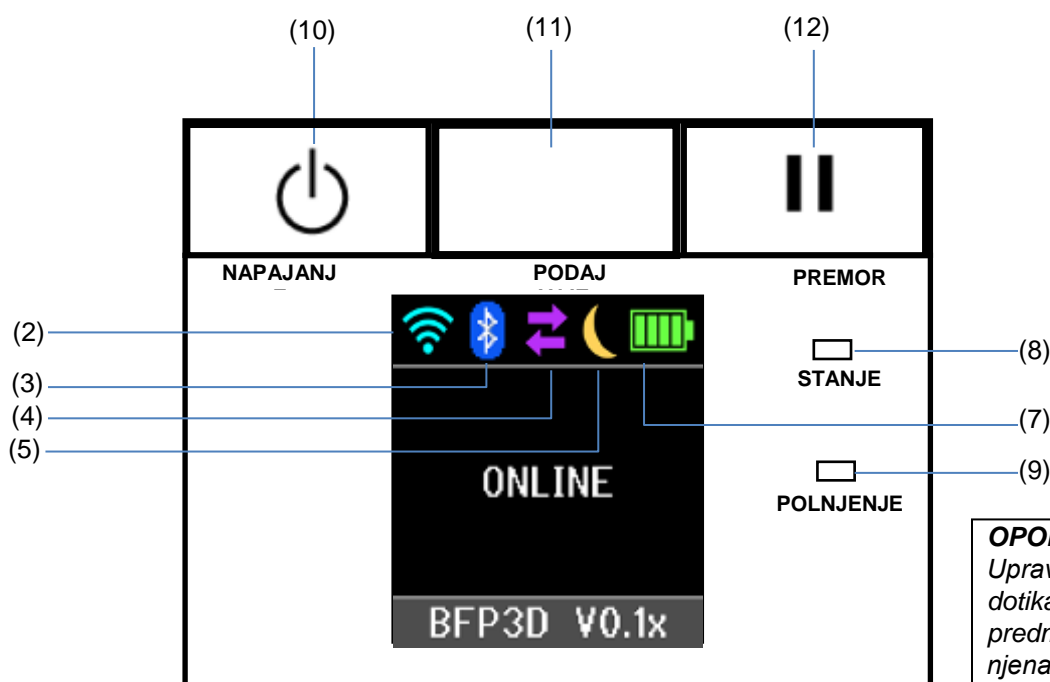 (10) (11) (12)
NAPAJANJ
PODAJ
PREMOR
(2)
(8)
STANJE
(3)
(4)
(7)
(5)
ONLINE
(9)
POLNJENJE
BFP3D V0.1x
Uprav
dotika
predn
njena